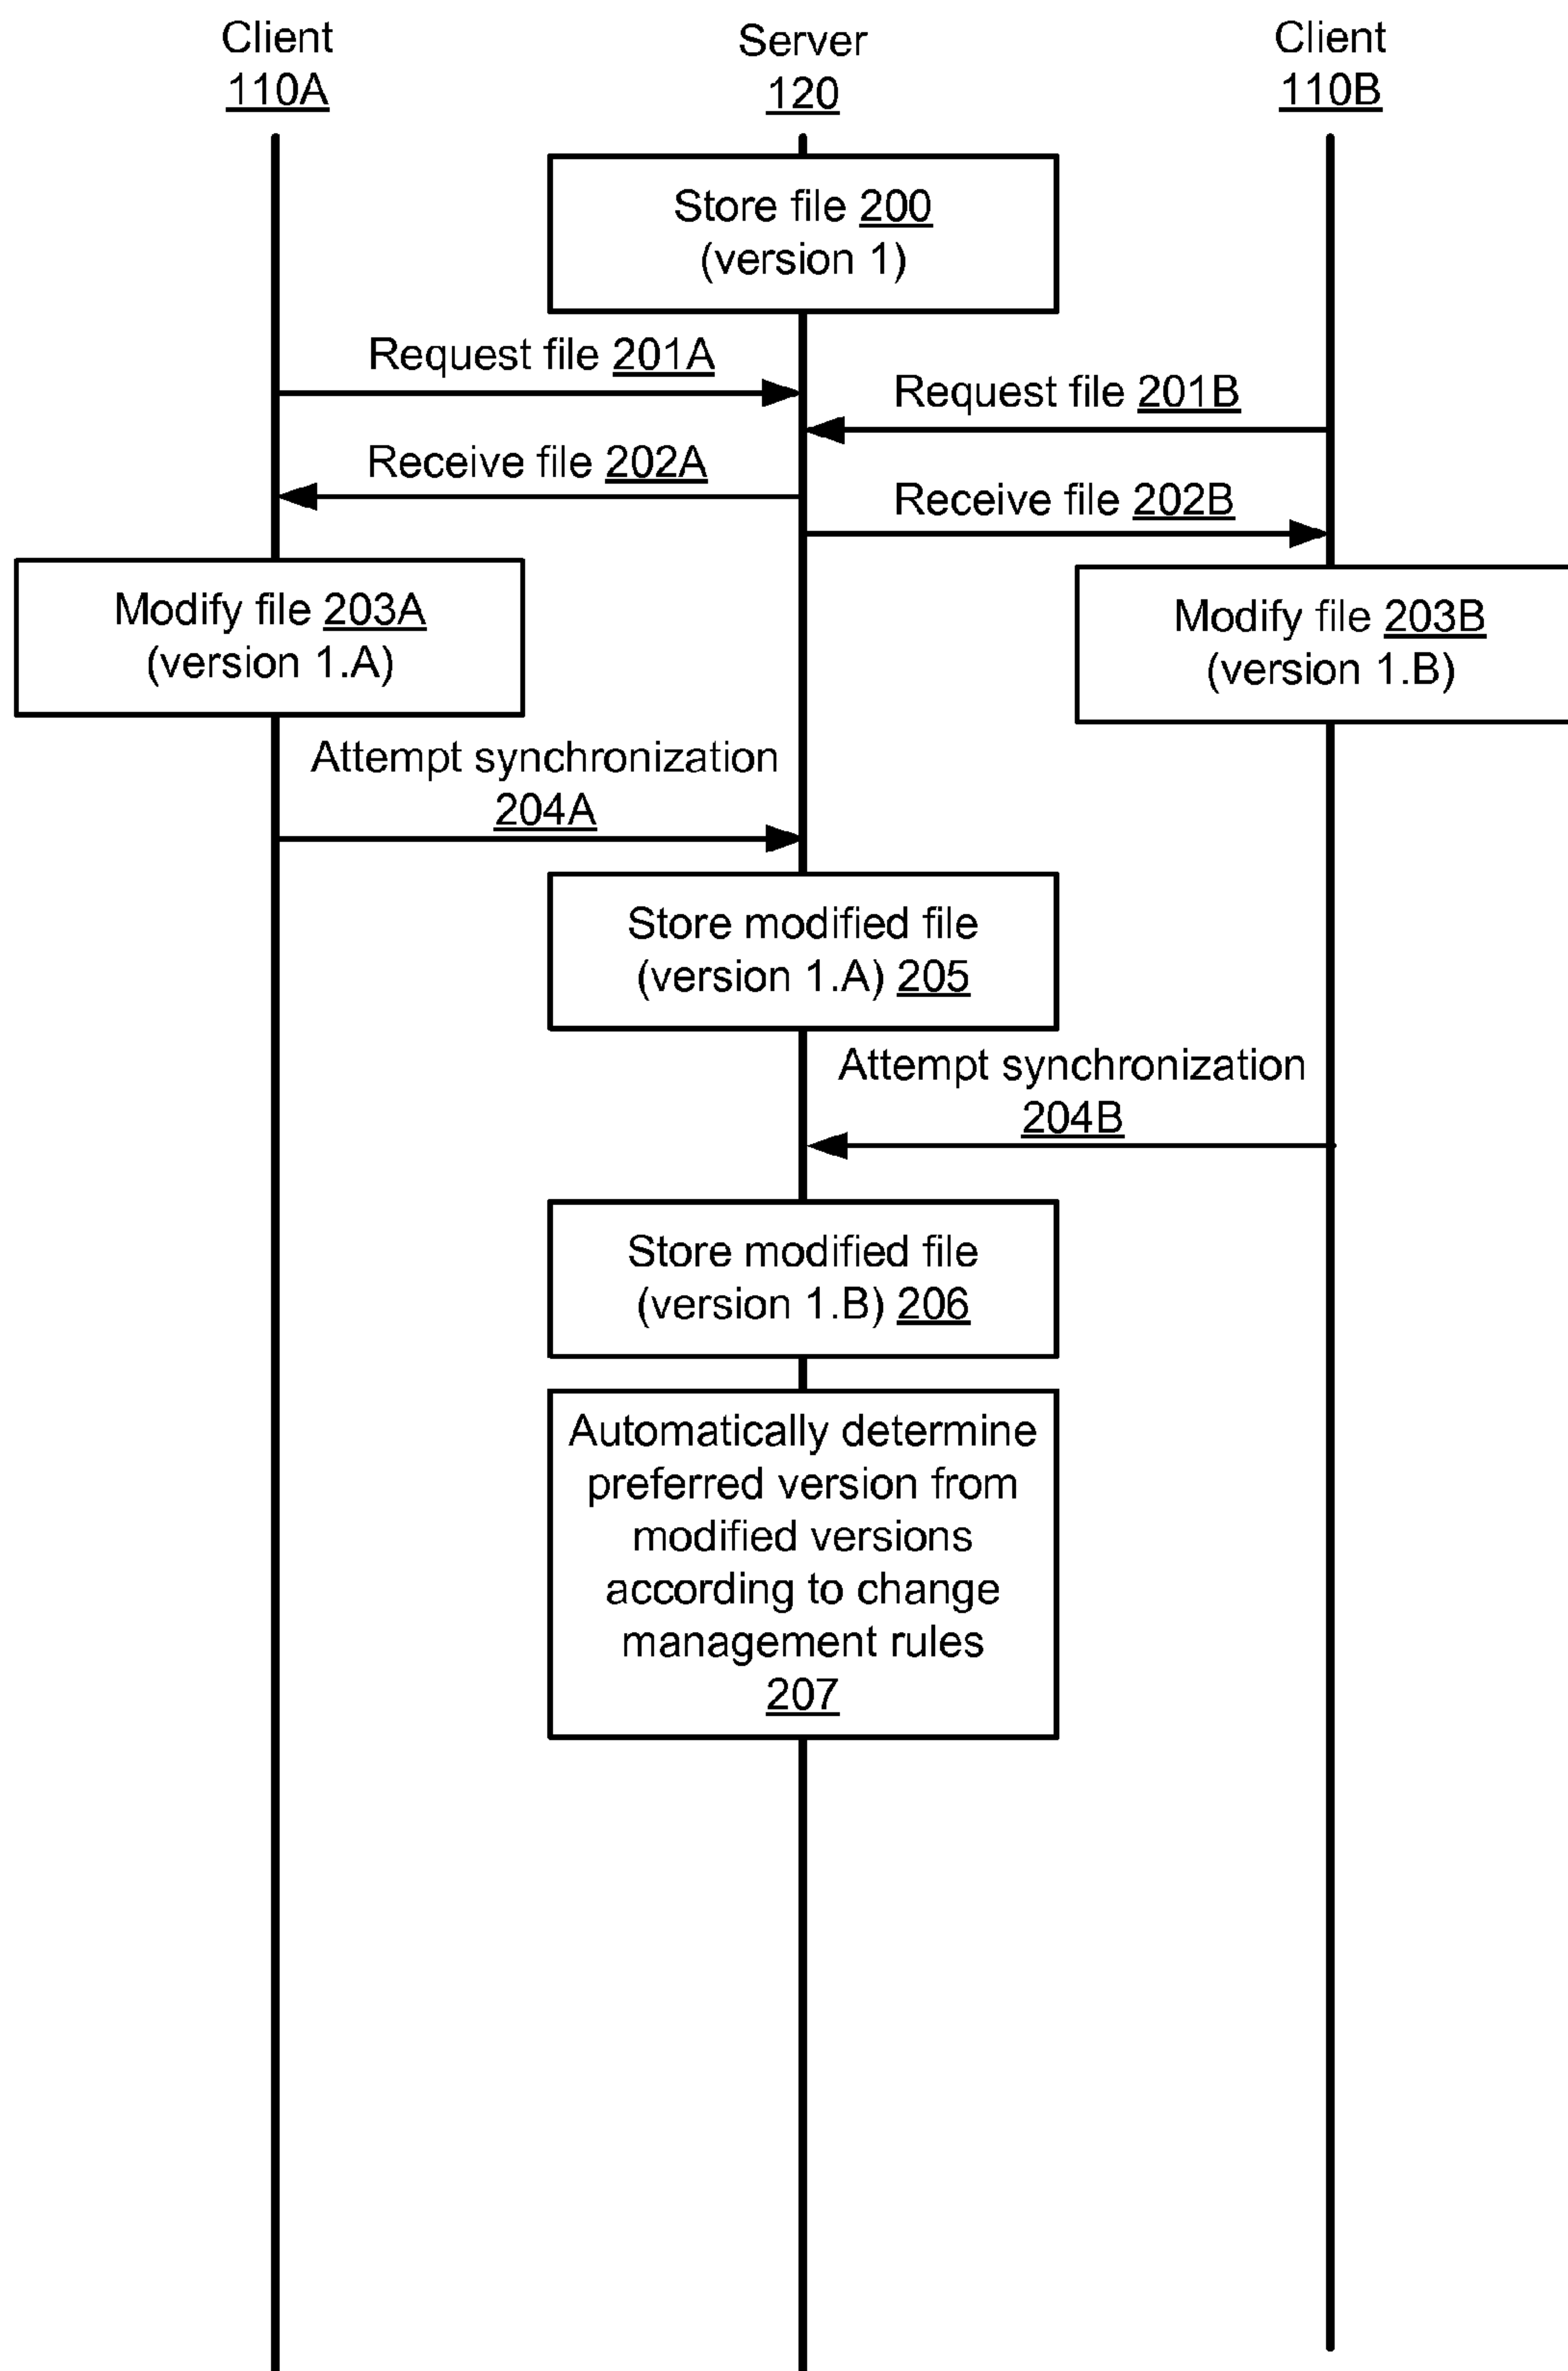 Client
110A
Server
120
Client
110B
Store file 200
(version 1)
Request file 201A
Request file 201B
Receive file 202A
Receive file 202B
Modify file 203A
(version 1.A)
Modify file 203B
(version 1.B)
Attempt synchronization
204A
Store modified file
(version 1.A) 205
Attempt synchronization
204B
Store modified file
(version 1.B) 206
Automatically determine
preferred version from
modified versions
according to change
management rules
207